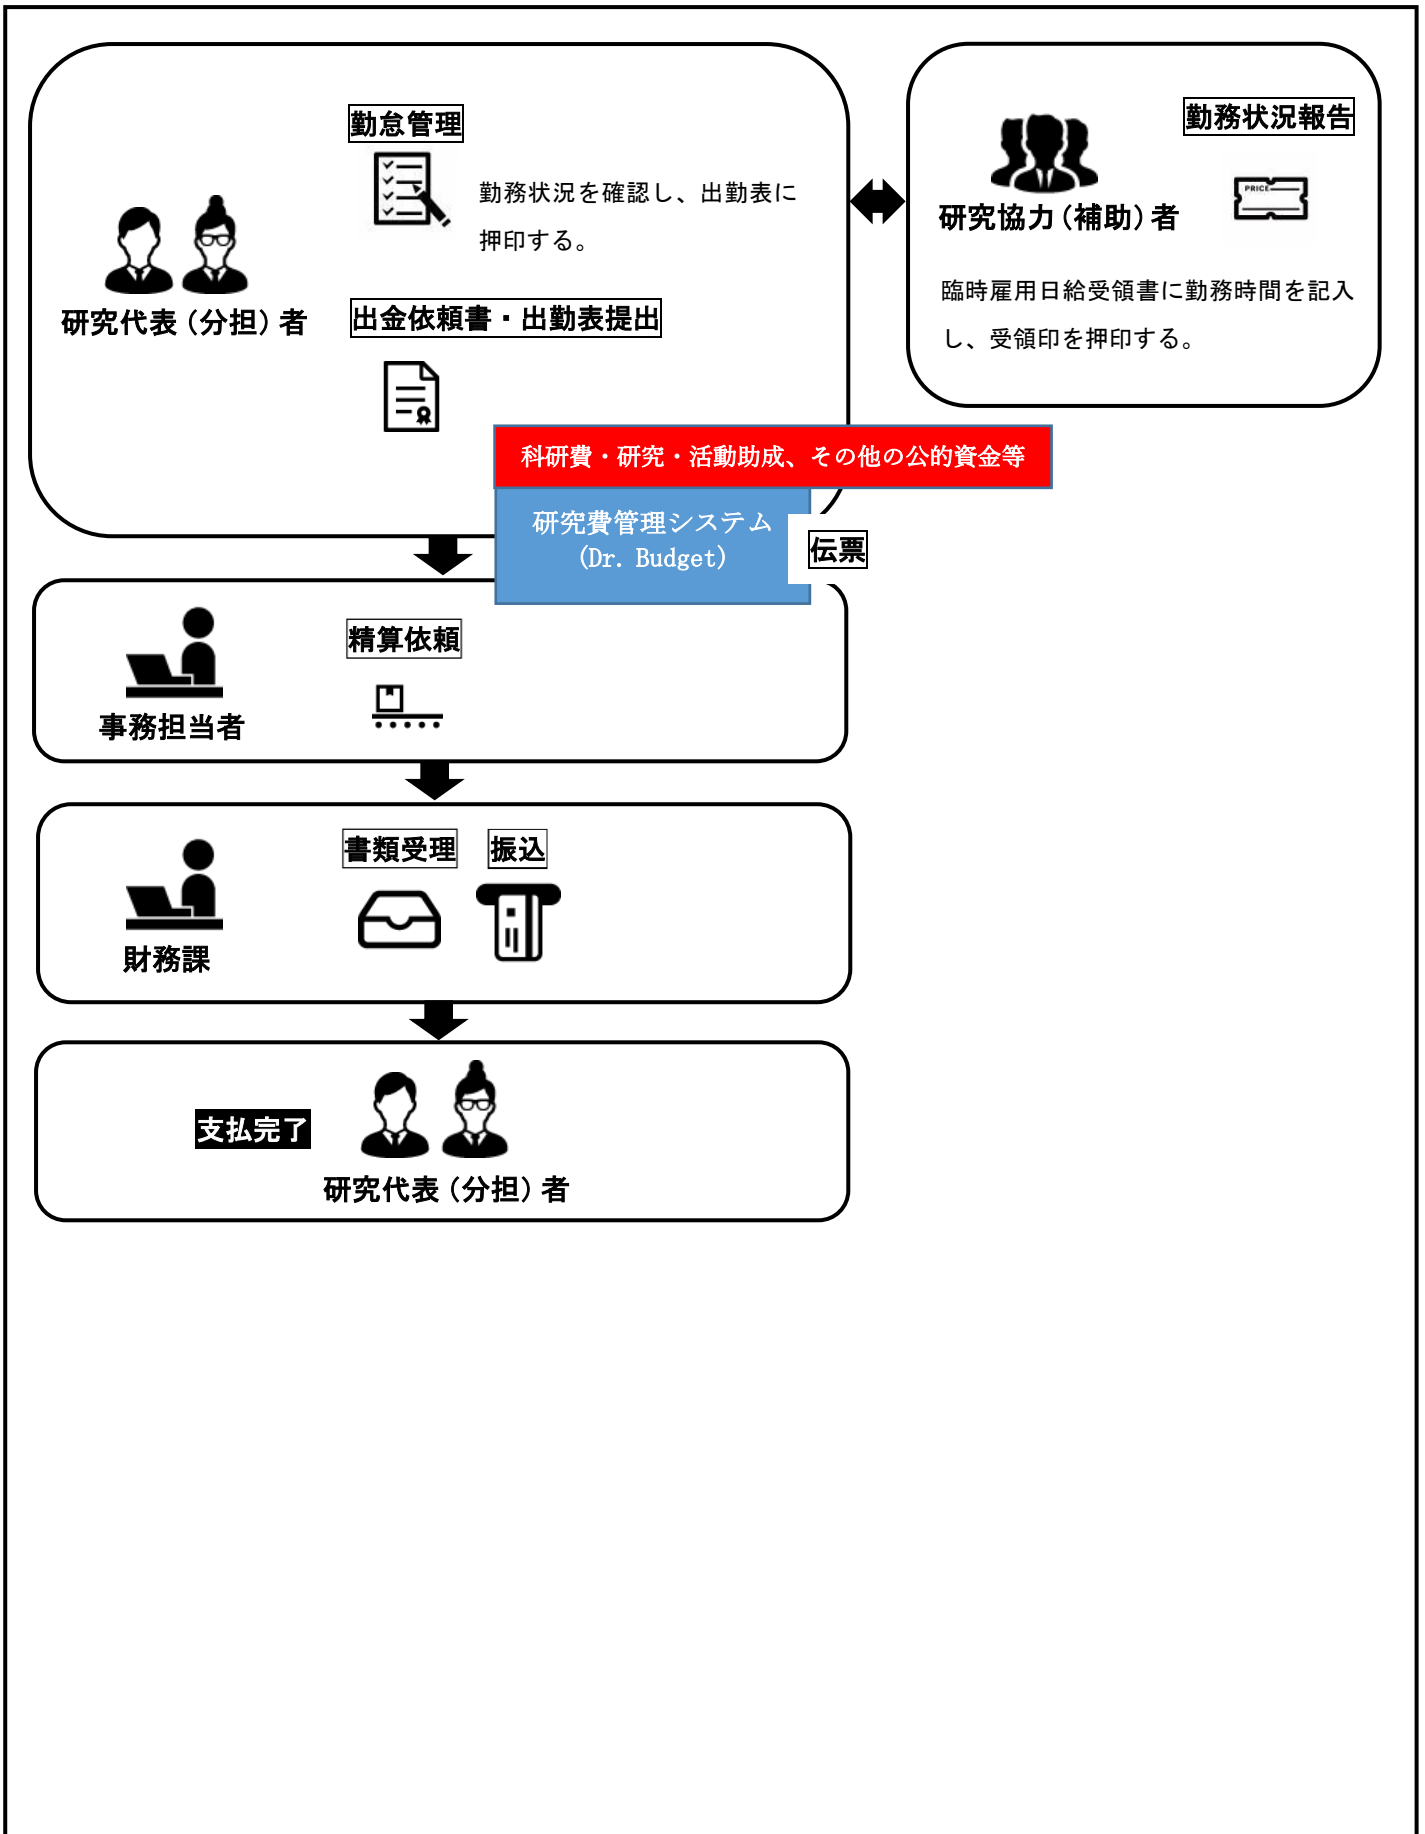 勤怠管理
勤務状況を確認し、出勤表に
押印する。
研究代表（分担）者
出金依頼書・出勤表提出
勤務状況報告
PRICE
研究協力（補助）者
臨時雇用日給受領書に勤務時間を記入
し、受領印を押印する。
科研費・研究・活動助成、その他の公的資金等
研究費管理システム
(Dr. Budget)
伝票
精算依頼
事務担当者
書類受理
振込
財務課
支払完了
研究代表（分担）者